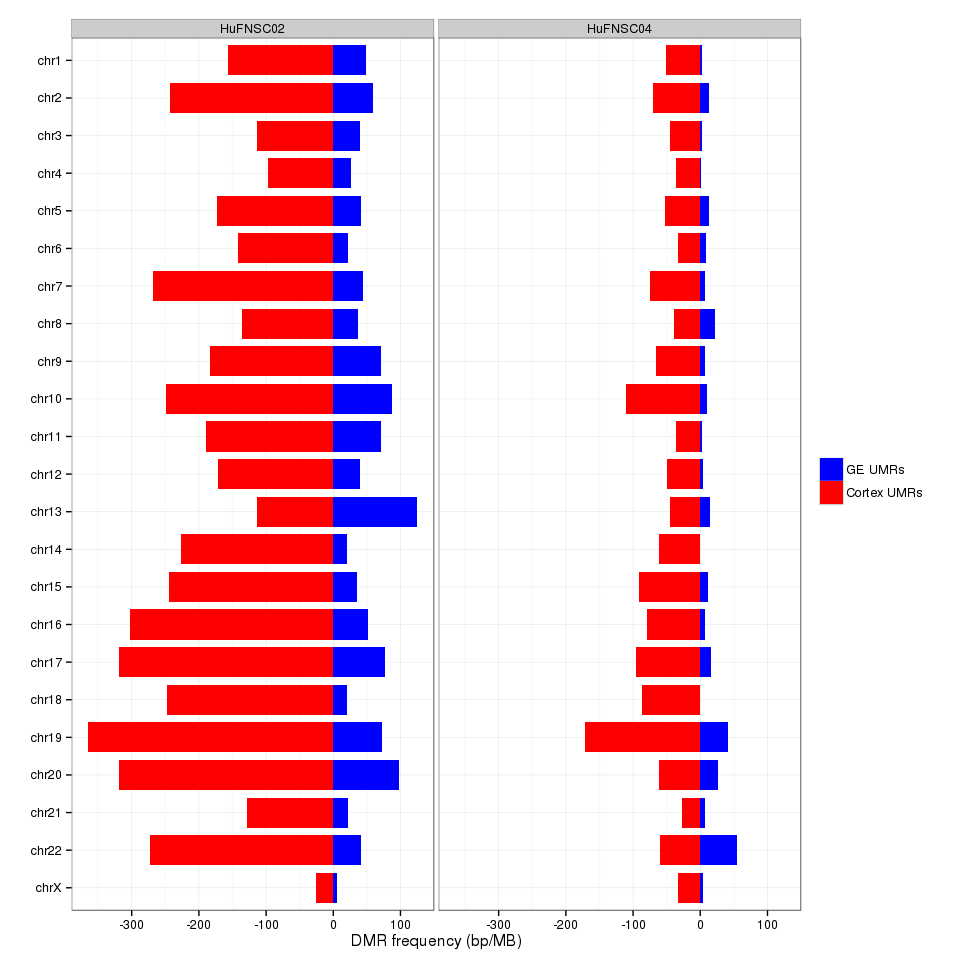 HuFNSC02 HuFNSC04
chr1
chr2
chr3
chr4
chr5
chr6
chr7
chr8
chr9
chr10
chr11
chr12
chr13
chr14
chr15
chr16
chr17
chr18
chr19
chr20
chr21
chr22
chrX
GE UMRs
Cortex UMRs
-300 -200 -100 0 100 -300 -200 -100 0 100
DMR frequency (bp/MB)